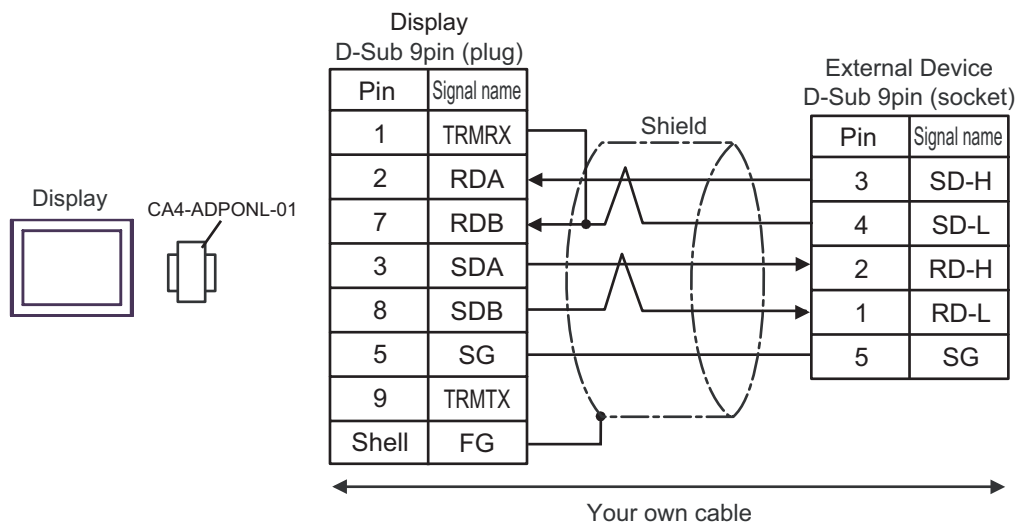 Display
D-Sub 9pin (plug)
Pin Signal name
1 TRMRX
2 RDA
7 RDB
3 SDA
8 SDB
5 SG
9 TRMTX
Shell FG
Shield
External Device
D-Sub 9pin (socket)
Pin Signal name
3 SD-H
4 SD-L
2 RD-H
1 RD-L
5 SG
Display
CA4-ADPONL-01
Your own cable